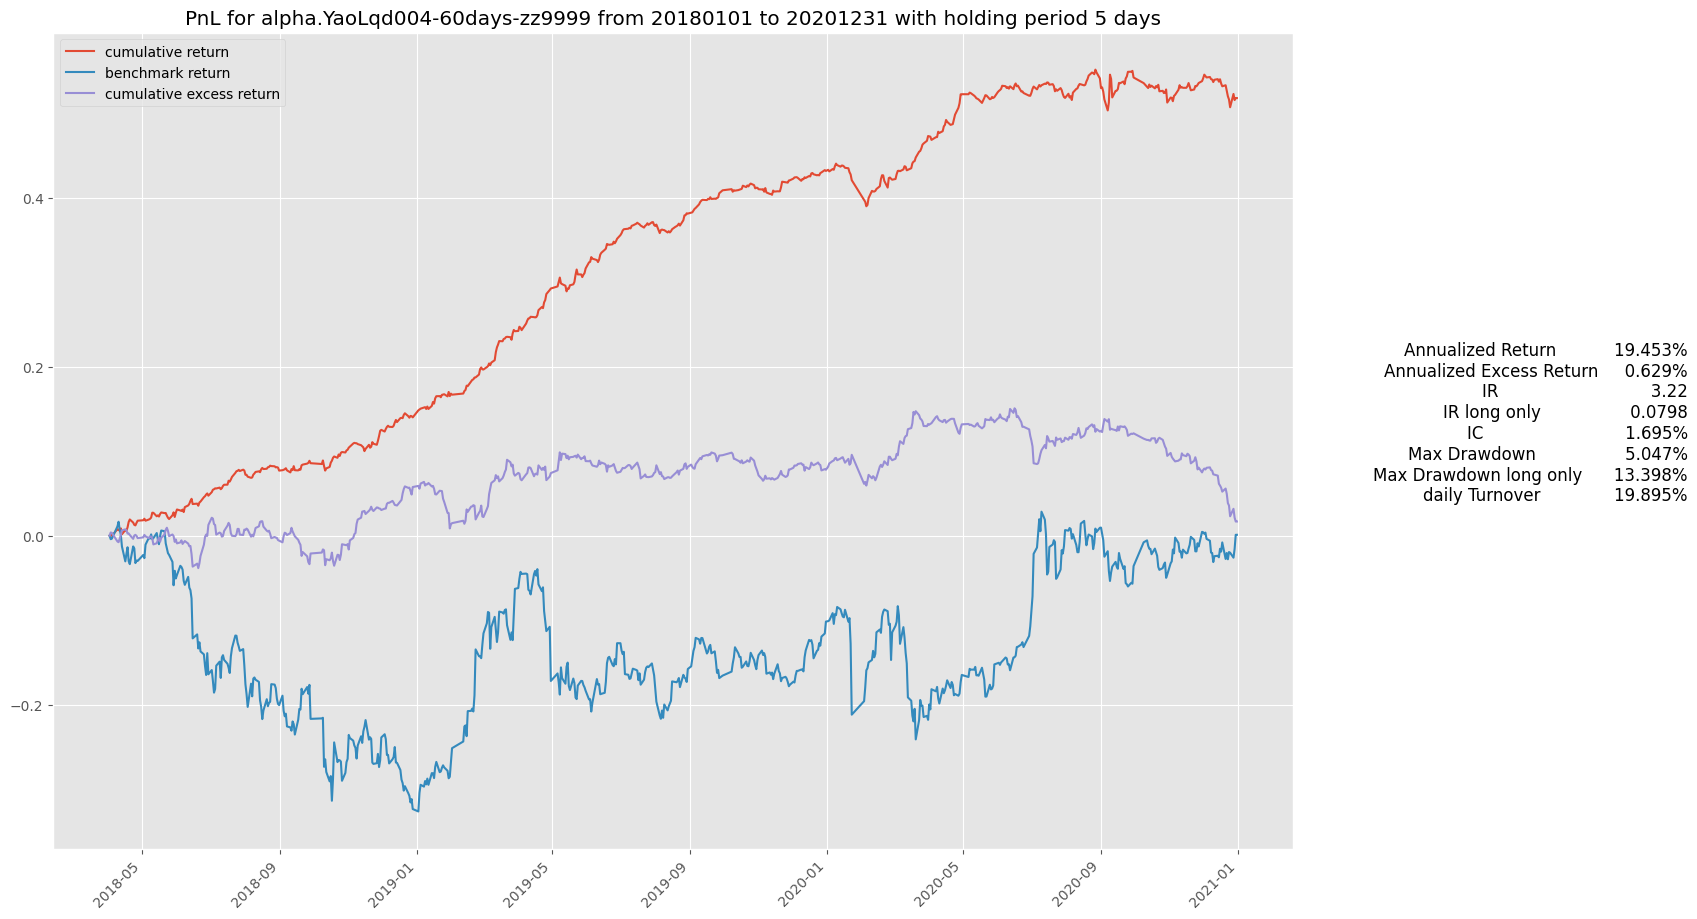 PnL for alpha.YaoLqd004-60days-zz9999 from 20180101 to 20201231 with holding period 5 days
cumulative return
benchmark return
cumulative excess return
0.4
0.2
0.0
−0.2
2018-05
2018-09
2019-01
2019-05
2019-09
2020-01
2020-05
2020-09
2021-01
Annualized Return 19.453%
Annualized Excess Return 0.629%
IR 3.22
IR long only 0.0798
IC 1.695%
Max Drawdown 5.047%
Max Drawdown long only 13.398%
daily Turnover 19.895%